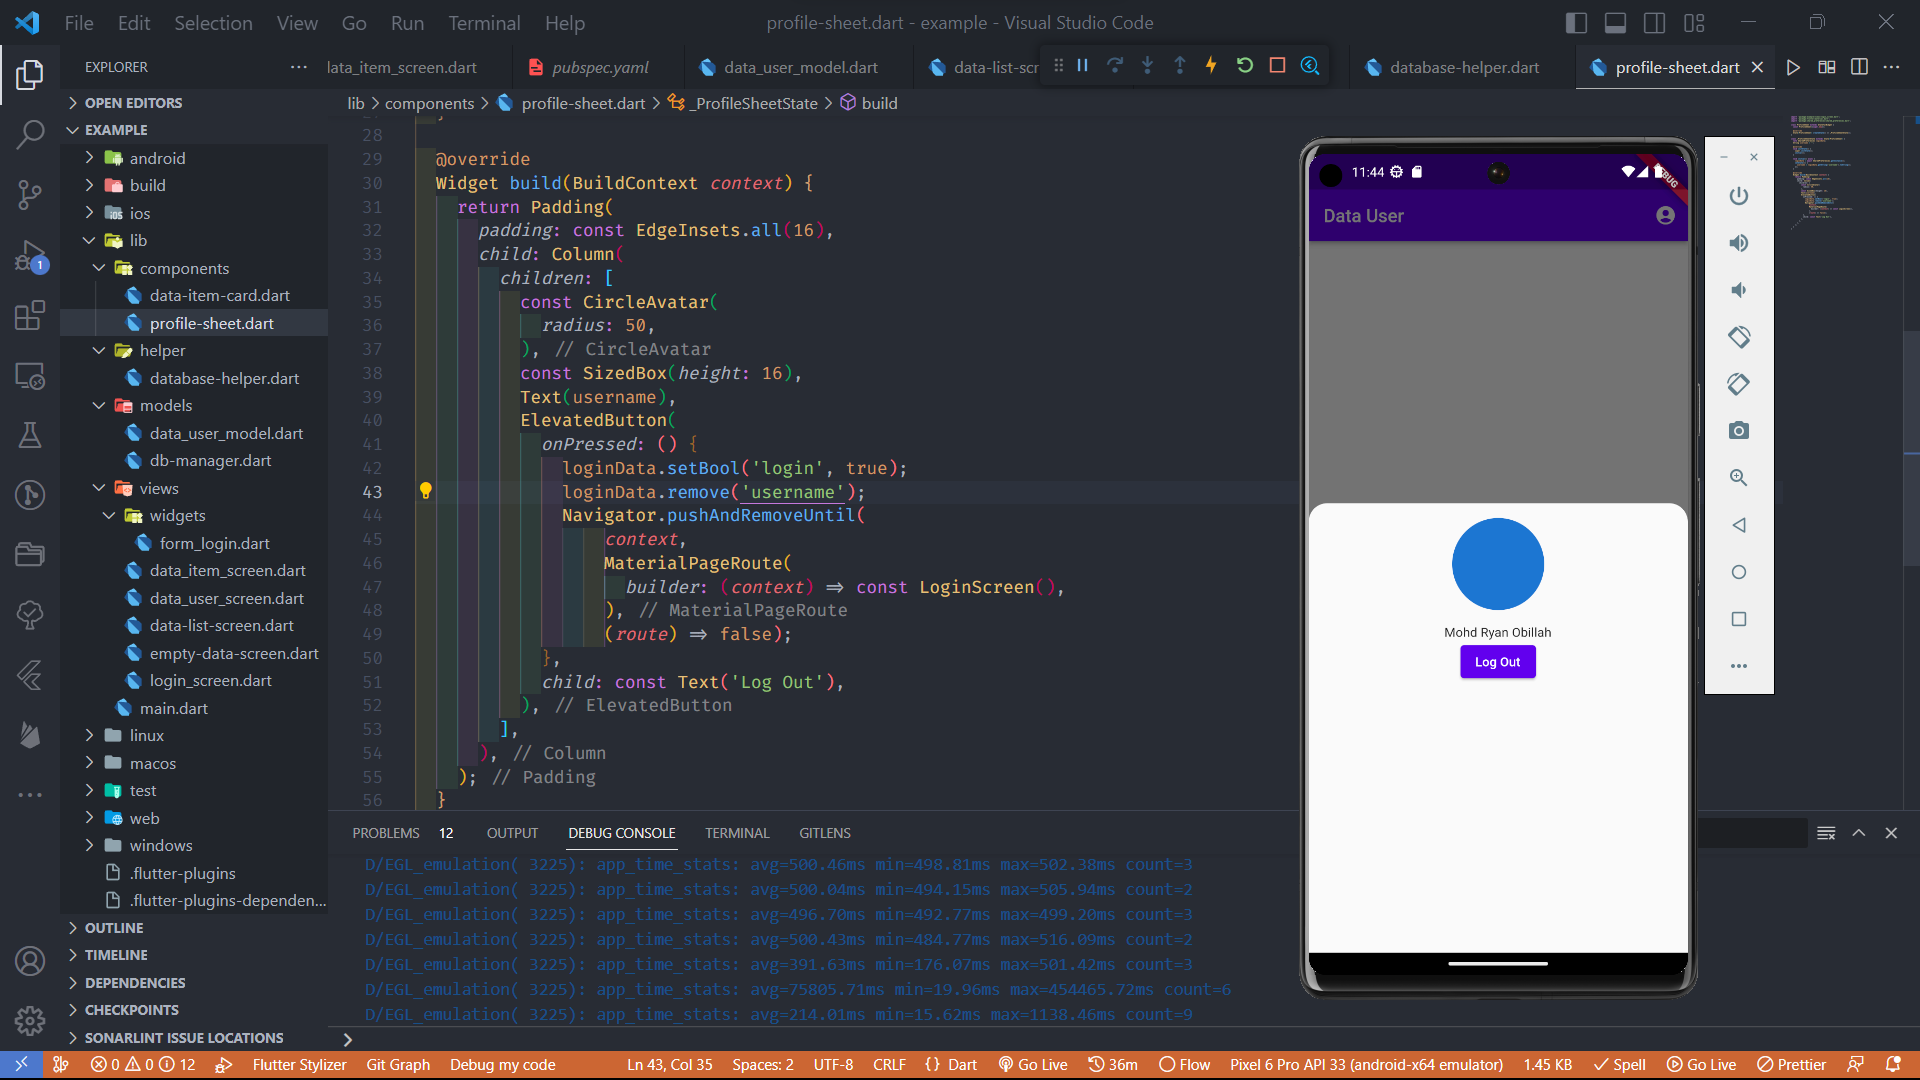 File Edit Selection View Go Run Terminal Help
profile-sheet.dart - example - Visual Studio Code
EXPLORER
lata_item_screen.dart
pubspec.yaml
data_user_model.dart
data-list-scr
database-helper.dart
profile-sheet.dart
OPEN EDITORS
EXAMPLE
android
build
ios
lib
components
data-item-card.dart
profile-sheet.dart
helper
database-helper.dart
models
data_user_model.dart
db-manager.dart
views
widgets
form_login.dart
data_item_screen.dart
data_user_screen.dart
data-list-screen.dart
empty-data-screen.dart
login_screen.dart
main.dart
linux
macos
test
web
windows
.flutter-plugins
.flutter-plugins-dependen...
OUTLINE
TIMELINE
DEPENDENCIES
CHECKPOINTS
SONARLINT ISSUE LOCATIONS
1
lib > components > profile-sheet.dart > _ProfileSheetState > build
28
29 @override
30 Widget build(BuildContext context) {
31 return Padding(
32 padding: const EdgeInsets.all(16),
33 child: Column(
34 children: [
35 const CircleAvatar(
36 radius: 50,
37 ), // CircleAvatar
38 const SizedBox(height: 16),
39 Text(username),
40 ElevatedButton(
41 onPressed: () {
42 loginData.setBool('login', true);
43 loginData.remove('username');
44 Navigator.pushAndRemoveUntil(
45 context,
46 MaterialPageRoute(
47 builder: (context) => const LoginScreen(),
48 ), // MaterialPageRoute
49 (route) => false);
50 },
51 child: const Text('Log Out'),
52 ), // ElevatedButton
53 ],
54 ), // Column
55 ); // Padding
56 }
11:44
Data User
Mohd Ryan Obillah
Log Out
PROBLEMS 12 OUTPUT DEBUG CONSOLE TERMINAL GITLENS
D/EGL_emulation( 3225): app_time_stats: avg=500.46ms min=498.81ms max=502.38ms count=3
D/EGL_emulation( 3225): app_time_stats: avg=500.04ms min=494.15ms max=505.94ms count=2
D/EGL_emulation( 3225): app_time_stats: avg=496.70ms min=492.77ms max=499.20ms count=3
D/EGL_emulation( 3225): app_time_stats: avg=500.43ms min=484.77ms max=516.09ms count=2
D/EGL_emulation( 3225): app_time_stats: avg=391.63ms min=176.07ms max=501.42ms count=3
D/EGL_emulation( 3225): app_time_stats: avg=75805.71ms min=19.96ms max=454465.72ms count=6
D/EGL_emulation( 3225): app_time_stats: avg=214.01ms min=15.62ms max=1138.46ms count=9
0 0 12 Flutter Stylizer Git Graph Debug my code Ln 43, Col 35 Spaces: 2 UTF-8 CRLF {} Dart Go Live 36m Flow Pixel 6 Pro API 33 (android-x64 emulator) 1.45 KB Spell Go Live Prettier